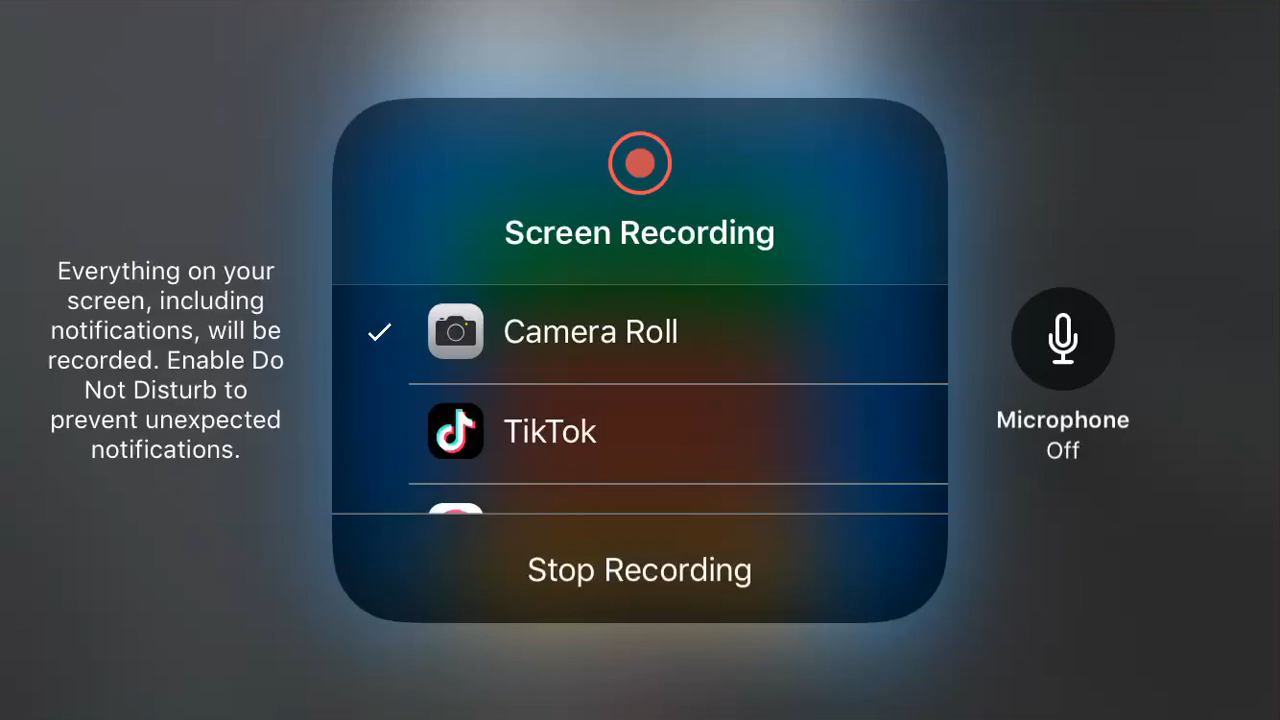 Everything on your
screen, including
notifications, will be
recorded. Enable Do
Not Disturb to
prevent unexpected
notifications.
Screen Recording
Camera Roll
TikTok
Stop Recording
Microphone
Off